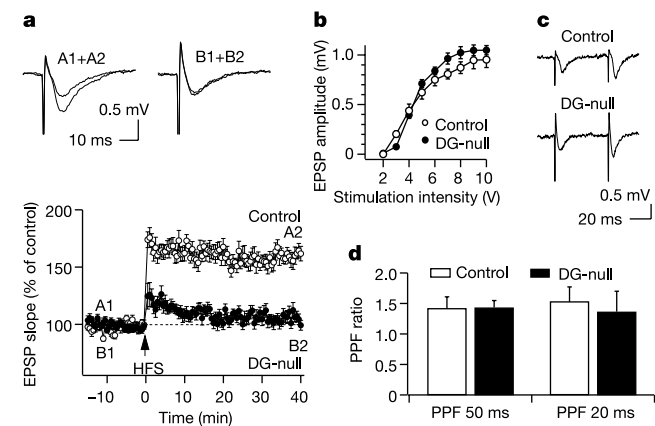 a
A1+A2
B1+B2
0.5 mV
10 ms
EPSP slope (% of control)
200
150
100
Control
A2
A1
B1
B2
HFS
DG-null
−10
0
10
20
30
40
Time (min)
b
EPSP amplitude (mV)
1.0
0.5
0
Control
DG-null
2
4
6
8
10
Stimulation intensity (V)
c
Control
DG-null
0.5 mV
20 ms
d
PPF ratio
2.0
1.5
1.0
0.5
0
Control
DG-null
PPF 50 ms
PPF 20 ms